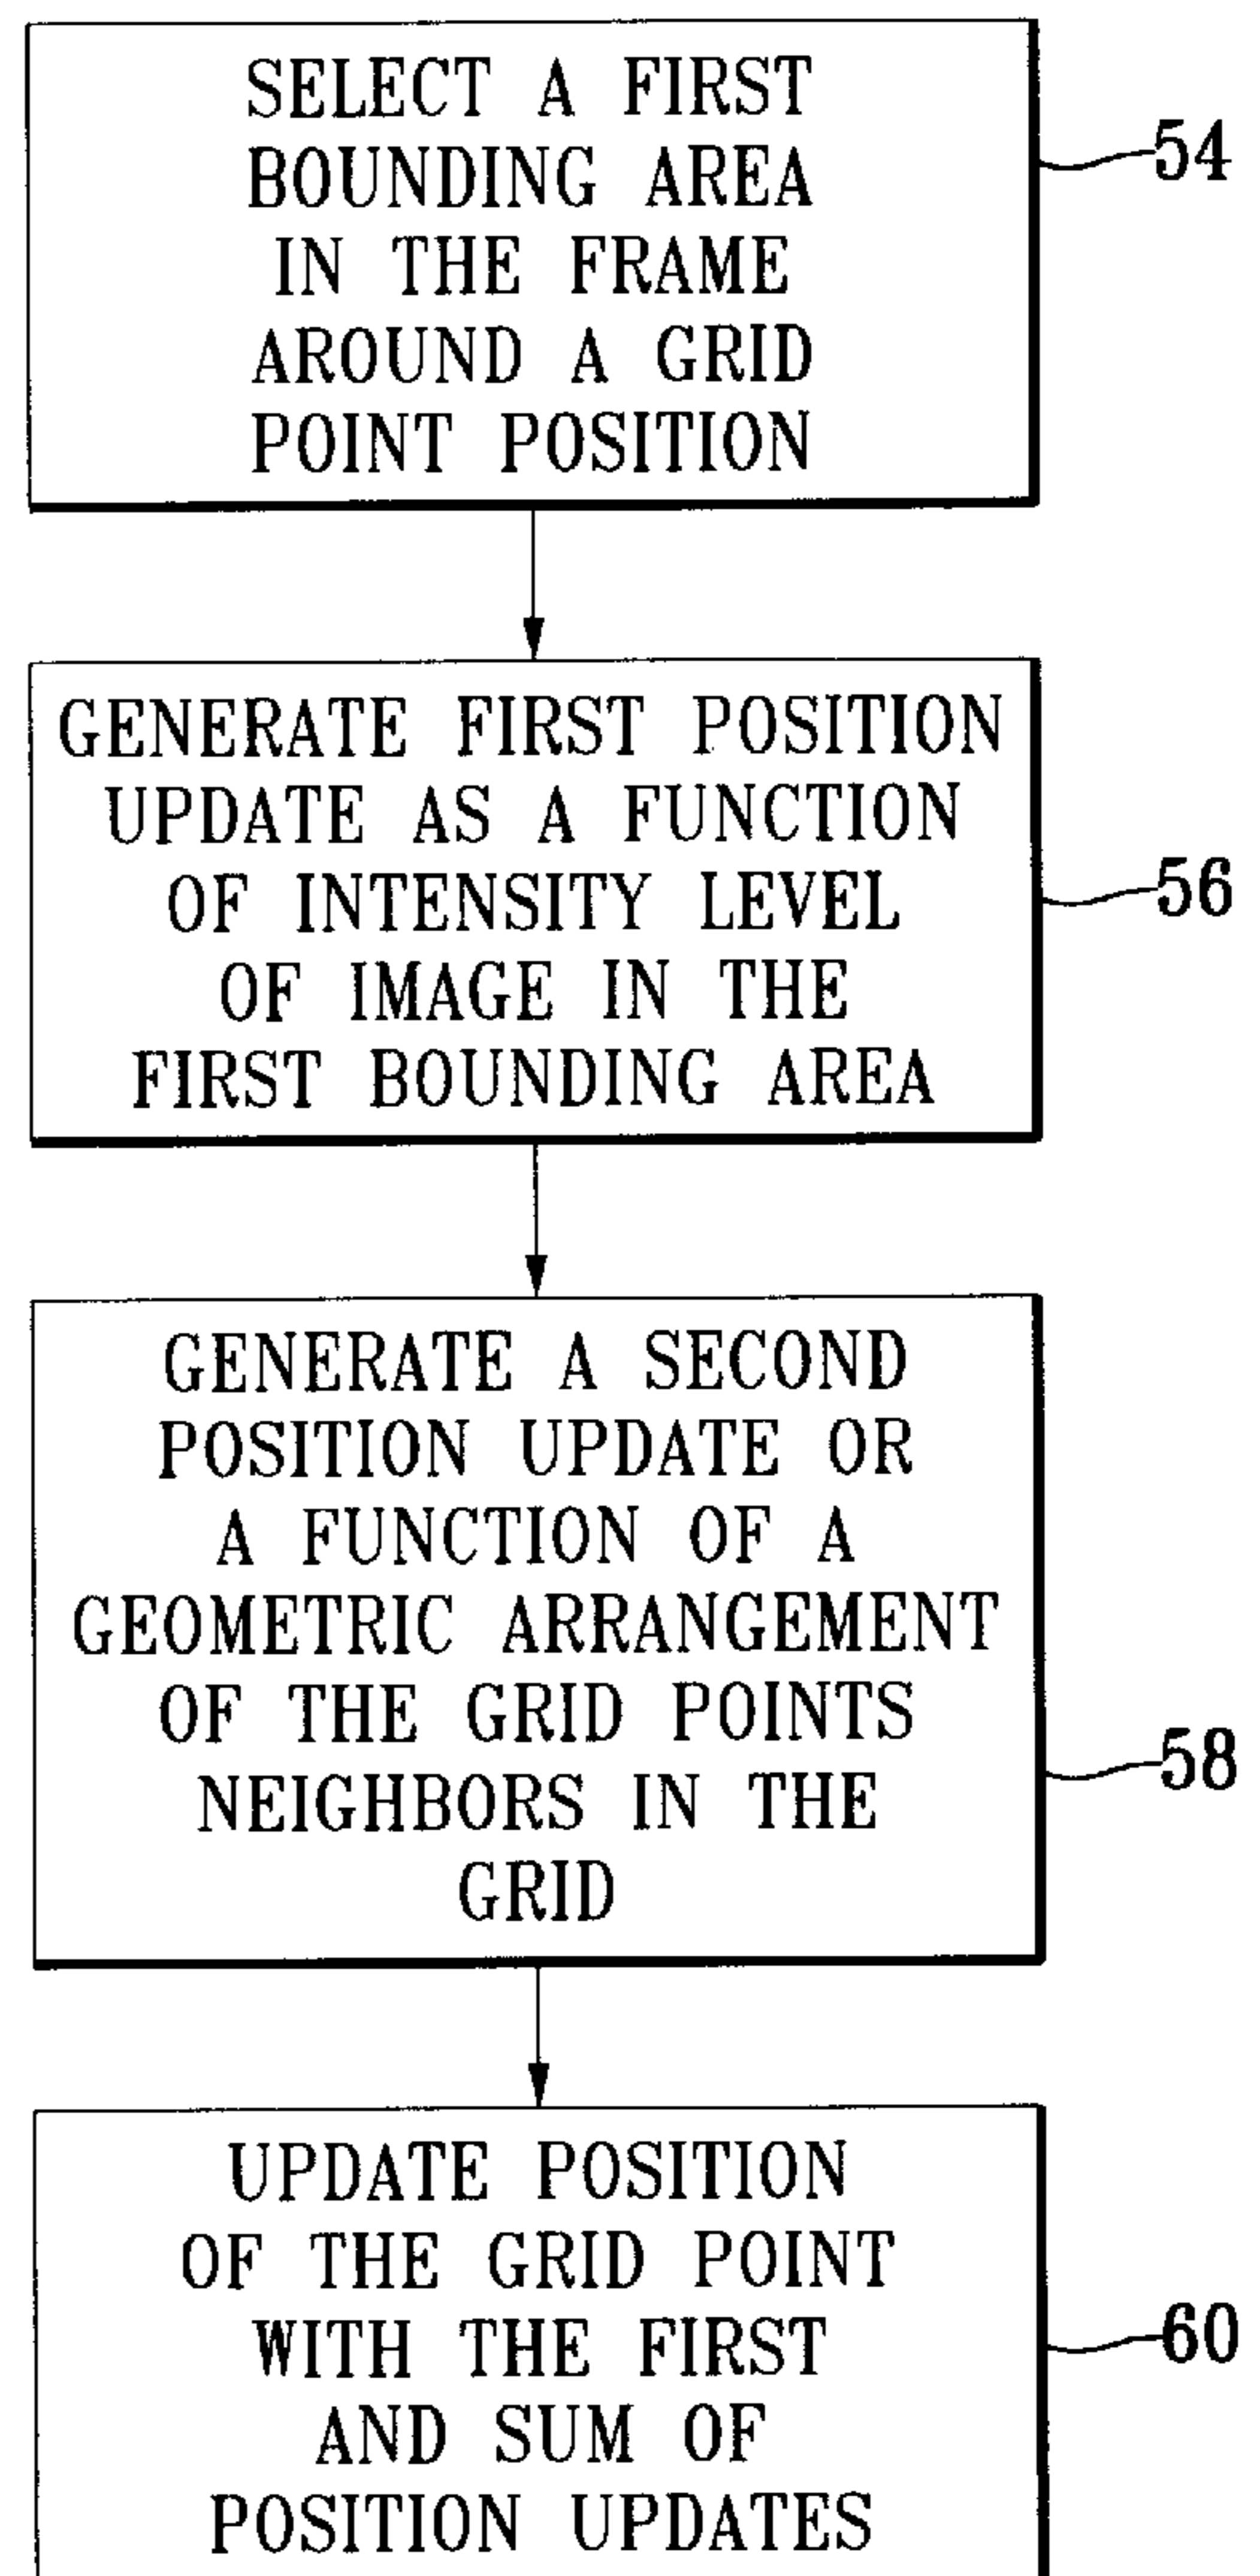 SELECT A FIRST
BOUNDING AREA
IN THE FRAME
AROUND A GRID
POINT POSITION
54
GENERATE FIRST POSITION
UPDATE AS A FUNCTION
OF INTENSITY LEVEL
OF IMAGE IN THE
FIRST BOUNDING AREA
56
GENERATE A SECOND
POSITION UPDATE OR
A FUNCTION OF A
GEOMETRIC ARRANGEMENT
OF THE GRID POINTS
NEIGHBORS IN THE
GRID
58
UPDATE POSITION
OF THE GRID POINT
WITH THE FIRST
AND SUM OF
POSITION UPDATES
60